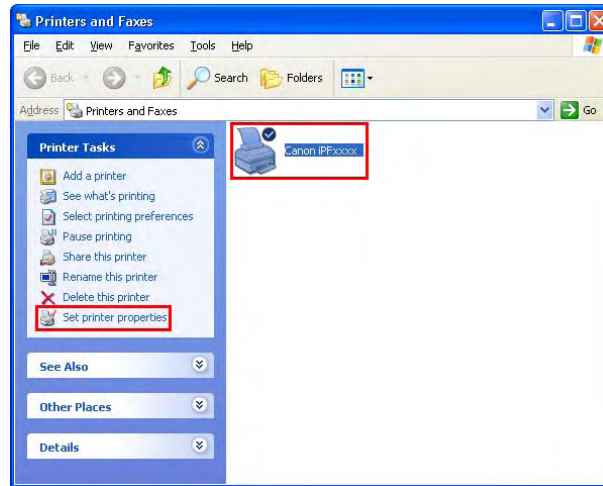 Printers and Faxes
File Edit View Favorites Tools Help
Back Search Folders
Address Printers and Faxes Go
Printer Tasks
Canon iPFxxxx
Add a printer
See what's printing
Select printing preferences
Pause printing
Share this printer
Rename this printer
Delete this printer
Set printer properties
See Also
Other Places
Details